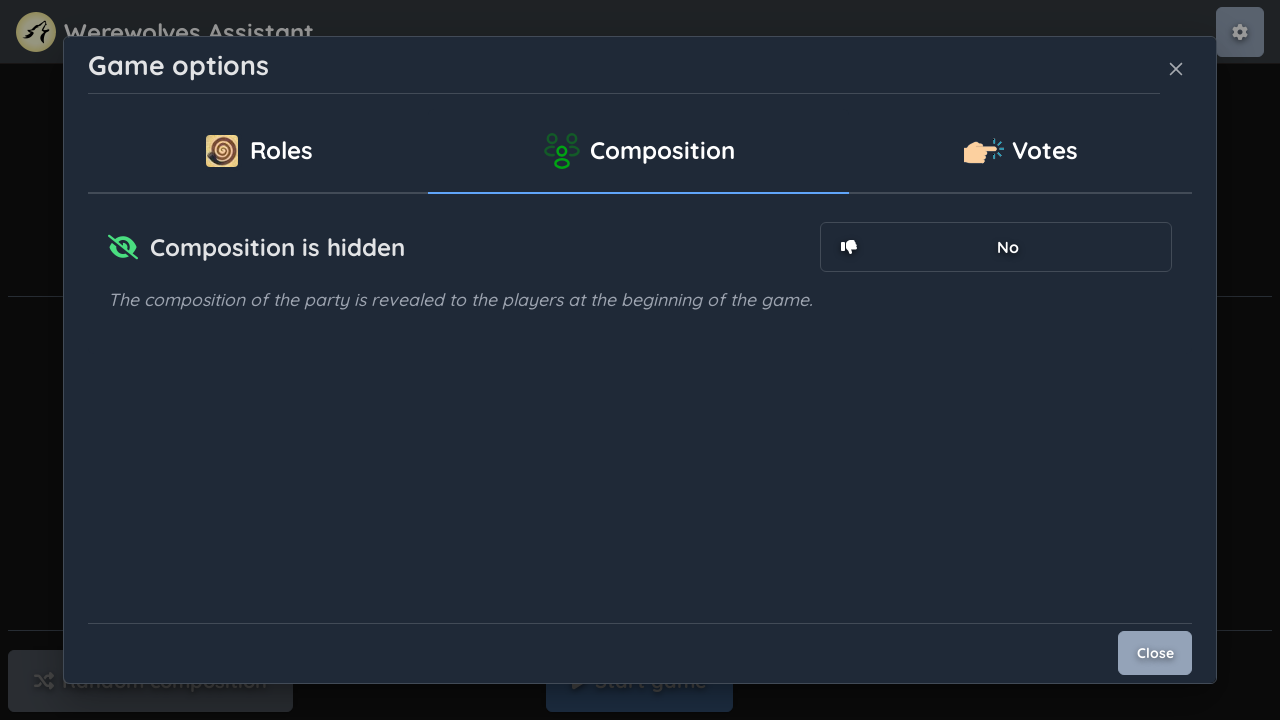 Werewolves Assistant
Game options
Roles
Composition
Votes
Composition is hidden
No
The composition of the party is revealed to the players at the beginning of the game.
Close
Random composition
Start game